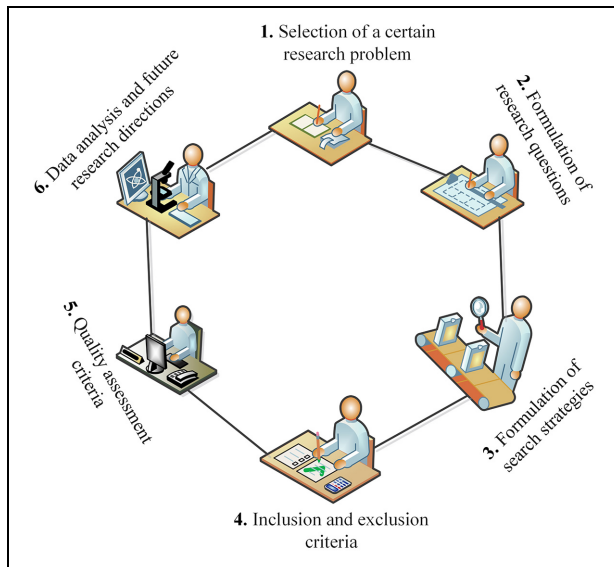 1. Selection of a certain
research problem
2. Formulation of
research questions
3. Formulation of
search strategies
4. Inclusion and exclusion
criteria
5. Quality assessment
criteria
6. Data analysis and future
research directions